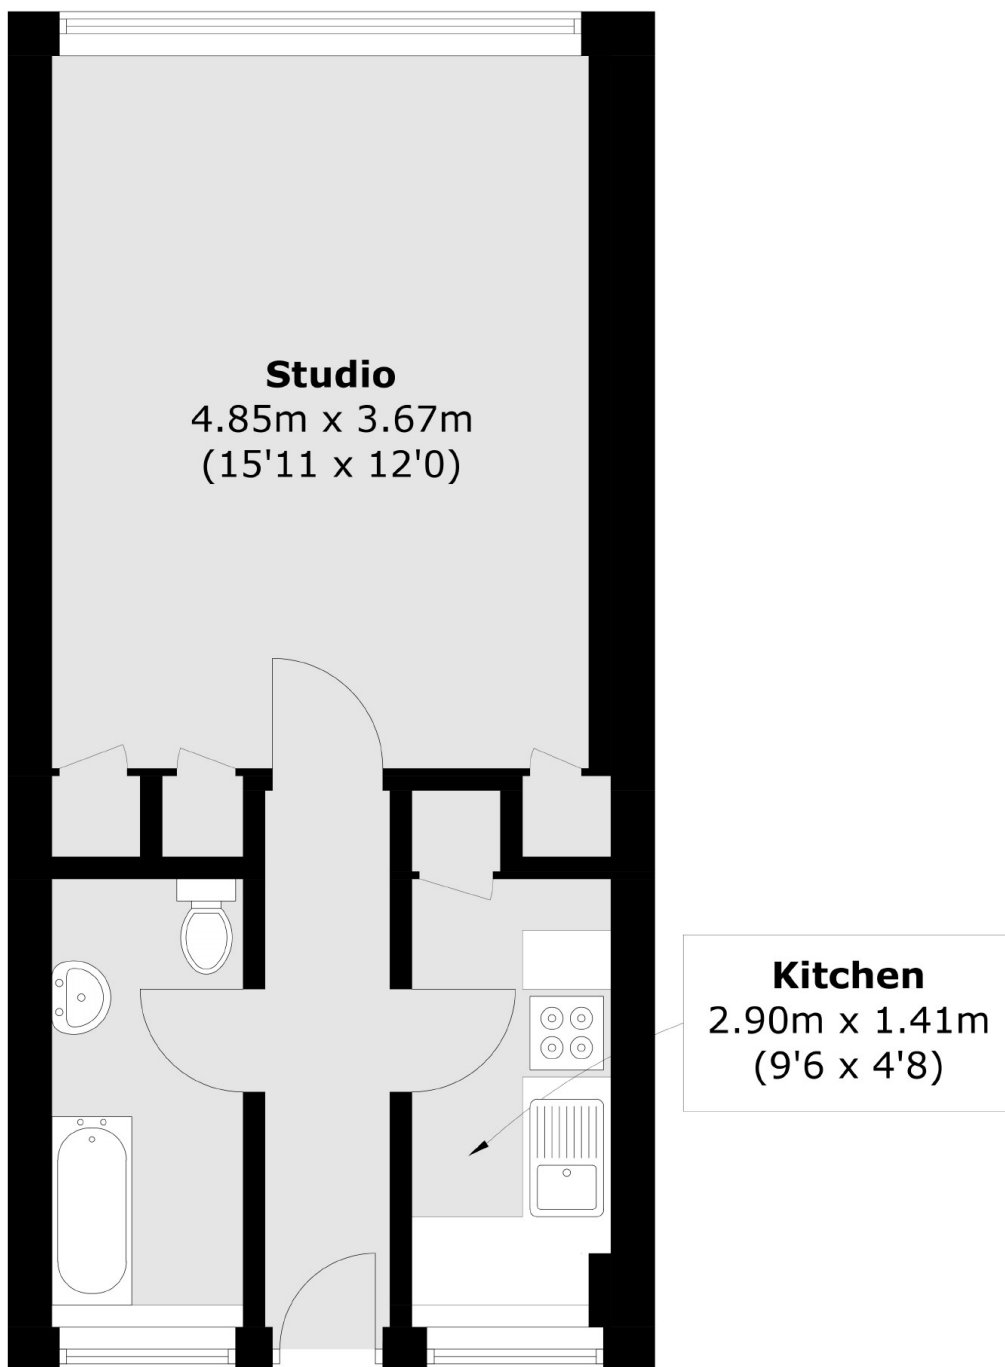 Studio
4.85m x 3.67m
(15'11 x 12'0)
Kitchen
2.90m x 1.41m
(9'6 x 4'8)